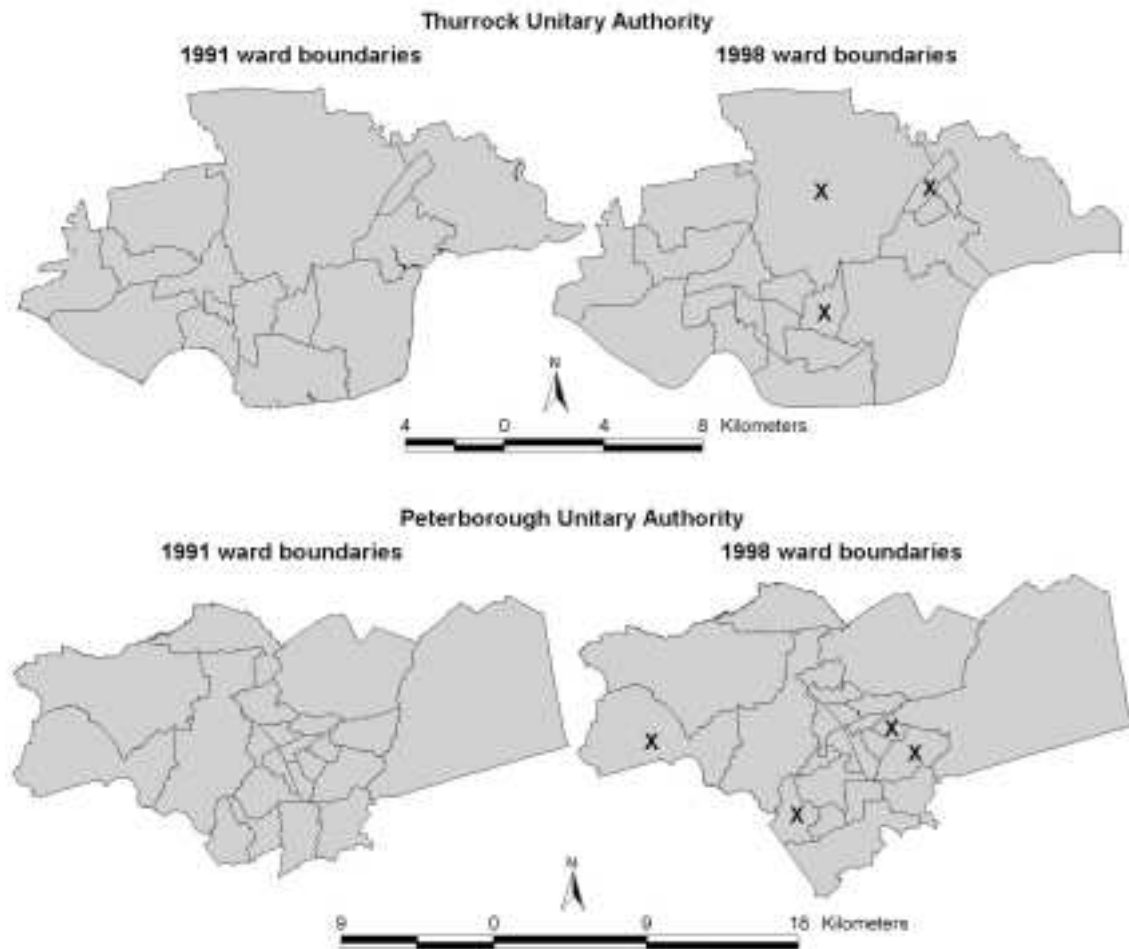 Thurrock Unitary Authority
1991 ward boundaries 1998 ward boundaries
X X
X
N
4 0 4 8 Kilometers
Peterborough Unitary Authority
1991 ward boundaries 1998 ward boundaries
X
X
X
X
N
9 0 9 18 Kilometers